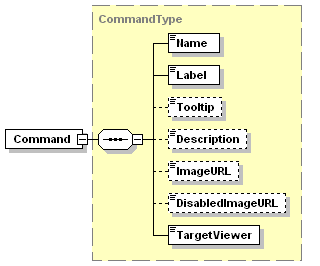 CommandType
Name
Label
Tooltip
Command
Description
ImageURL
DisabledImageURL
TargetViewer